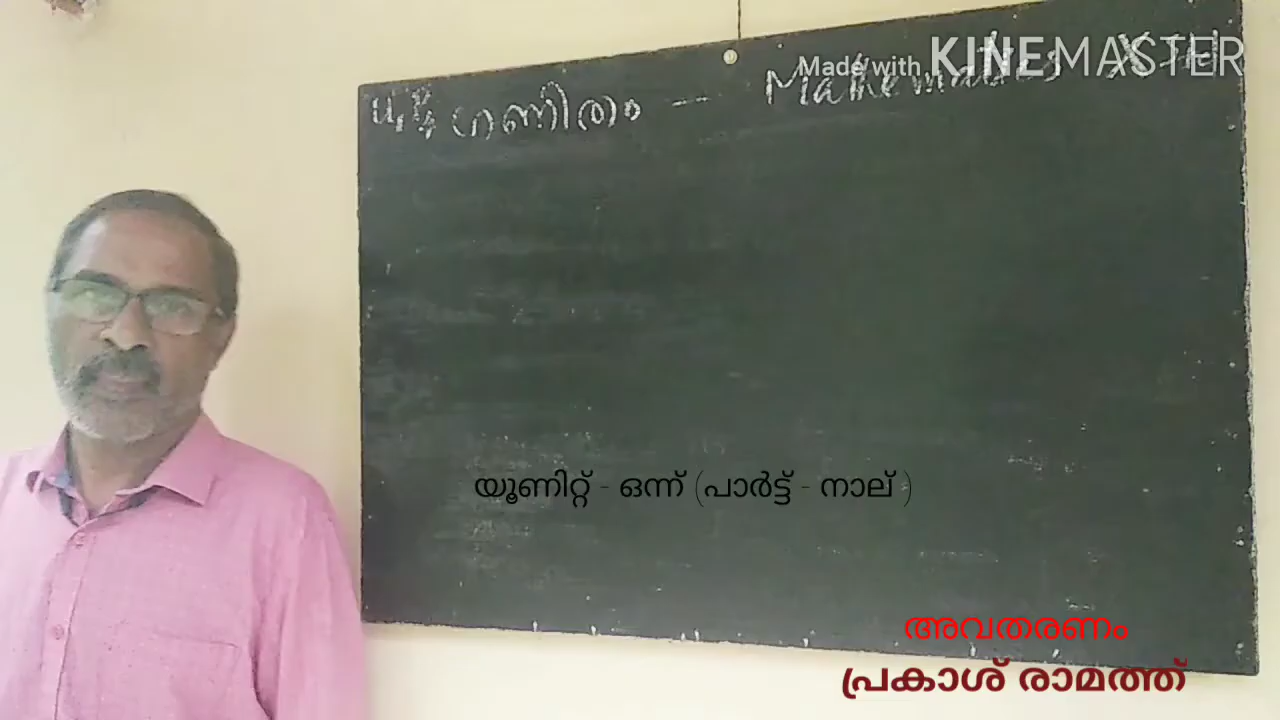 Made with KINEMASTER
ഗണിതം -- Mathematics X
യൂണിറ്റ് - ഒന്ന് (പാർട്ട് - നാല് )
അവതരണം
പ്രകാശ് രാമത്ത്